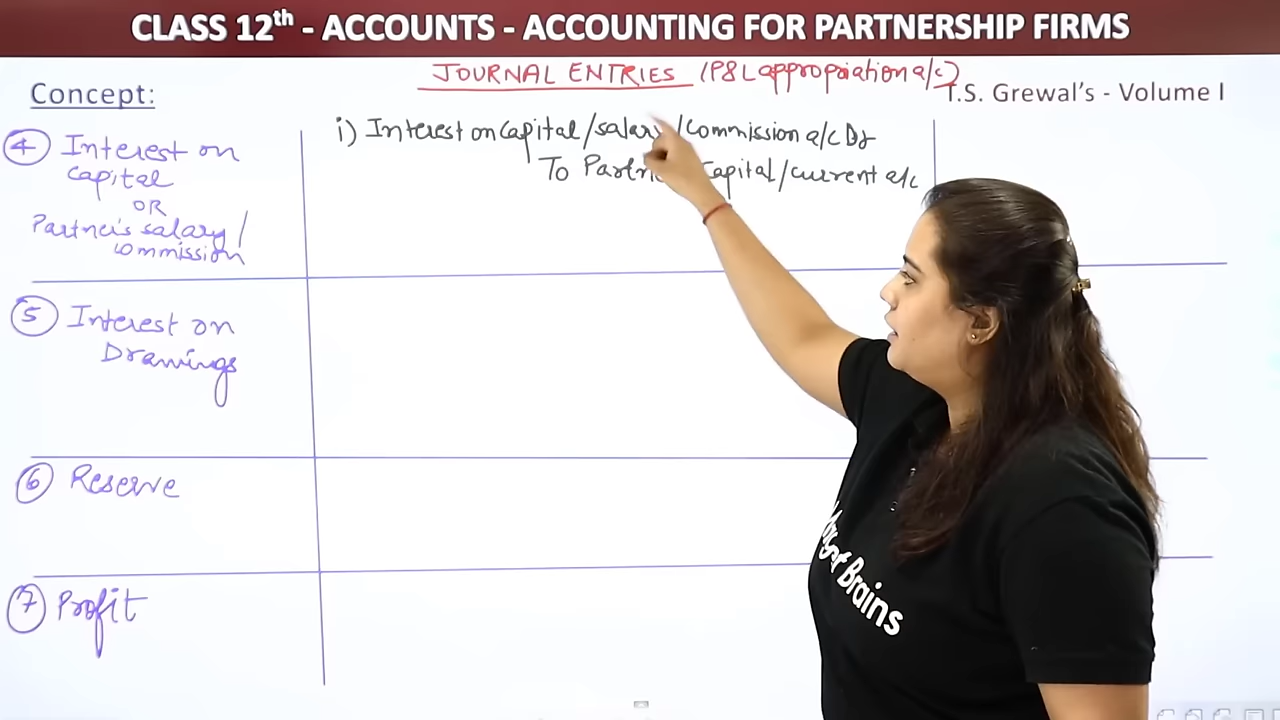 CLASS 12th - ACCOUNTS - ACCOUNTING FOR PARTNERSHIP FIRMS
JOURNAL ENTRIES (P&L appropriation a/c)
Concept:
T.S. Grewal's - Volume I
i) Interest on capital/salary/commission a/c Dr
To Capital/current a/c
4 Interest on
Capital
OR
Partner's salary/
commission
5 Interest on
Drawings
6 Reserve
7 Profit
Brains